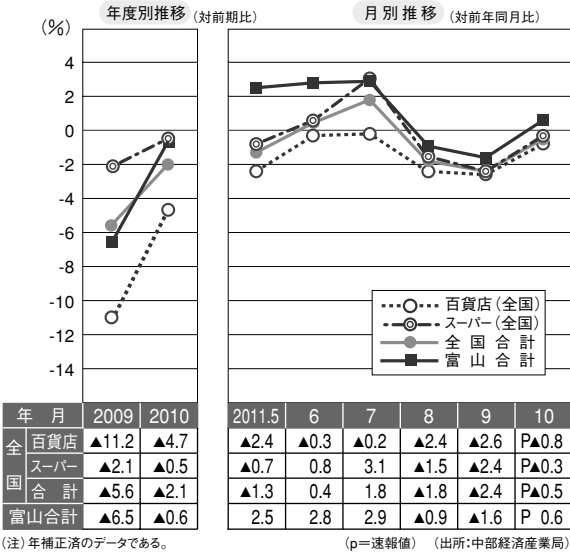 年度別推移 (対前期比)
月別推移 (対前年同月比)
(%)
4
2
0
-2
-4
-6
-8
-10
-12
-14
百貨店(全国)
スーパー(全国)
全国合計
富山合計
年 月 2009 2010 2011.5 6 7 8 9 10
全国 百貨店 ▲11.2 ▲4.7 ▲2.4 ▲0.3 ▲0.2 ▲2.4 ▲2.6 P▲0.8
スーパー ▲2.1 ▲0.5 ▲0.7 0.8 3.1 ▲1.5 ▲2.4 P▲0.3
合計 ▲5.6 ▲2.1 ▲1.3 0.4 1.8 ▲1.8 ▲2.4 P▲0.5
富山合計 ▲6.5 ▲0.6 2.5 2.8 2.9 ▲0.9 ▲1.6 P 0.6
(注)年補正済のデータである。 (p=速報値) (出所:中部経済産業局)